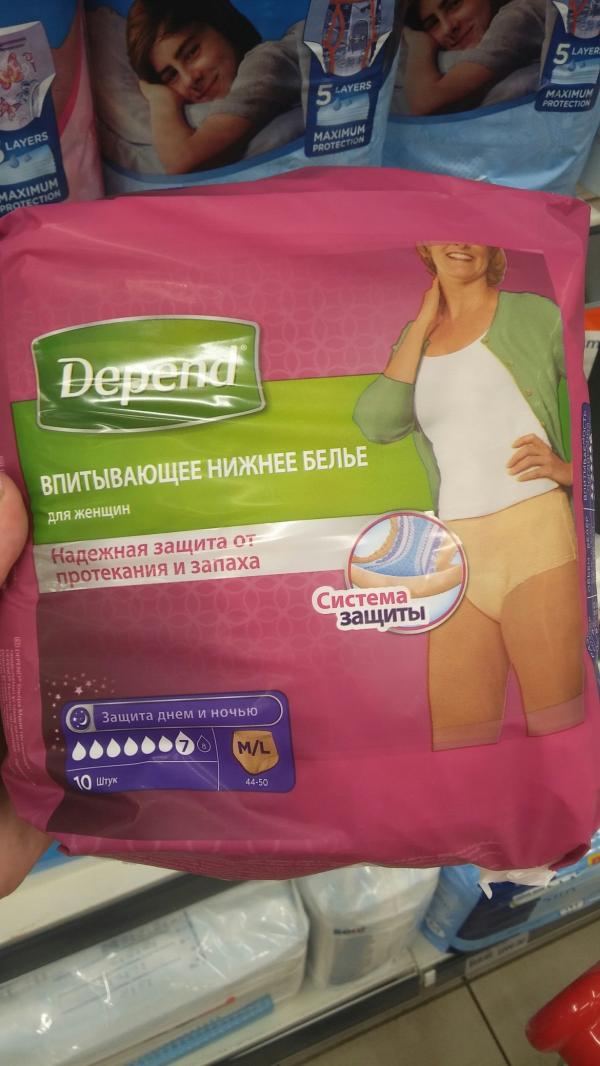 5 LAYERS
MAXIMUM
PROTECTION
5 LAYERS
MAXIMUM
PROTECTION
LAYERS
MAXIMUM
PROTECTION
Depend®
ВПИТЫВАЮЩЕЕ НИЖНЕЕ БЕЛЬЕ
для женщин
Надежная защита от
протекания и запаха
Система
защиты
Защита днем и ночью
7 8
M/L
10 Штук
44-50